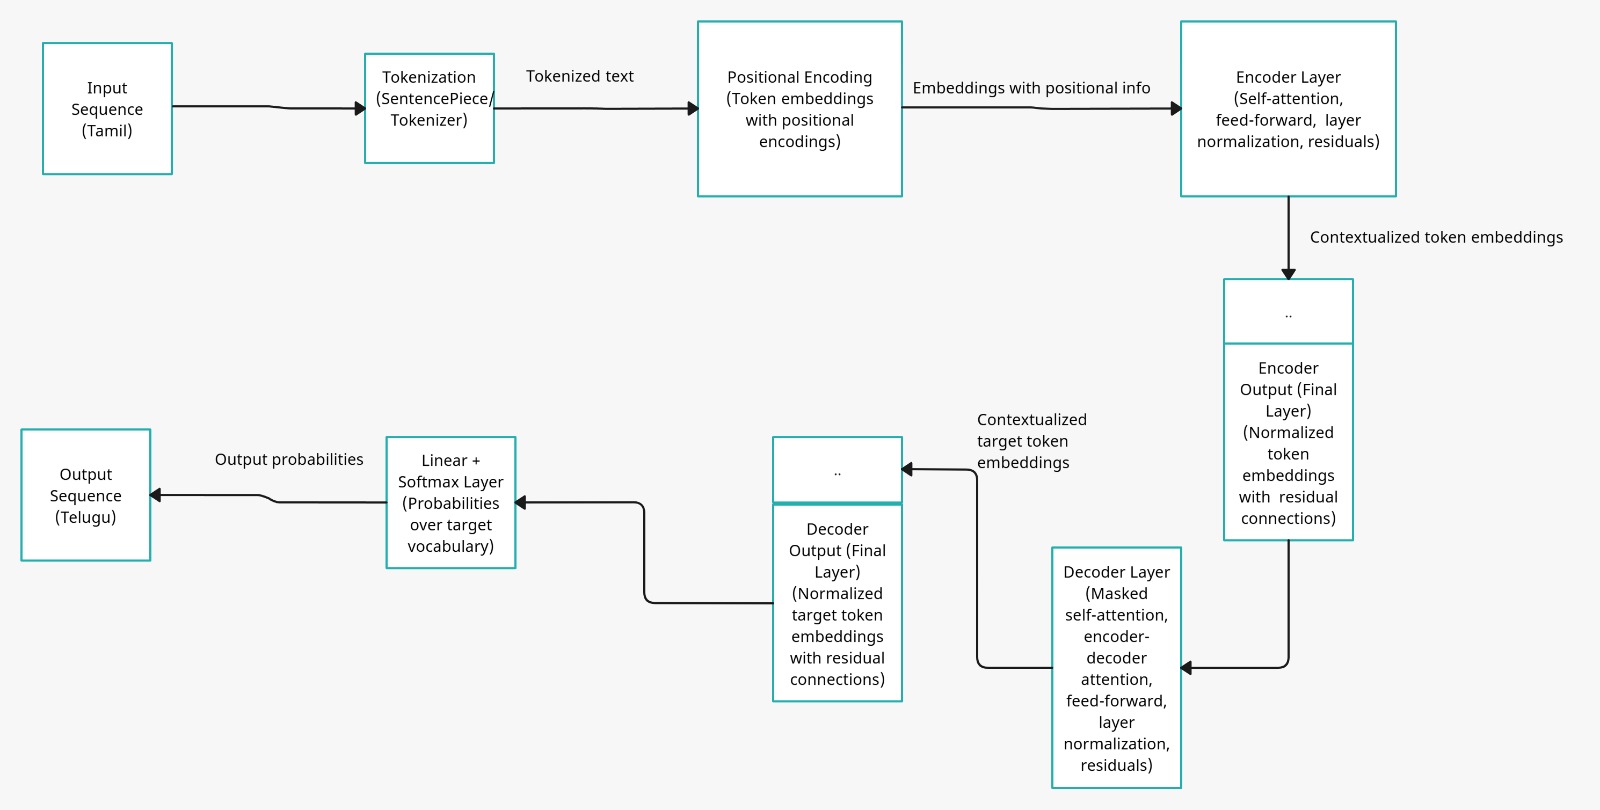 Input
Sequence
(Tamil)
Tokenization
(SentencePiece/
Tokenizer)
Tokenized text
Positional Encoding
(Token embeddings
with positional
encodings)
Embeddings with positional info
Encoder Layer
(Self-attention,
feed-forward,  layer
normalization, residuals)
Contextualized token embeddings
..
Encoder
Output (Final
Layer)
(Normalized
token
embeddings
with  residual
connections)
Decoder Layer
(Masked
self-attention,
encoder-
decoder
attention,
feed-forward,
layer
normalization,
residuals)
Contextualized
target token
embeddings
..
Decoder
Output (Final
Layer)
(Normalized
target token
embeddings
with residual
connections)
Linear +
Softmax Layer
(Probabilities
over target
vocabulary)
Output probabilities
Output
Sequence
(Telugu)